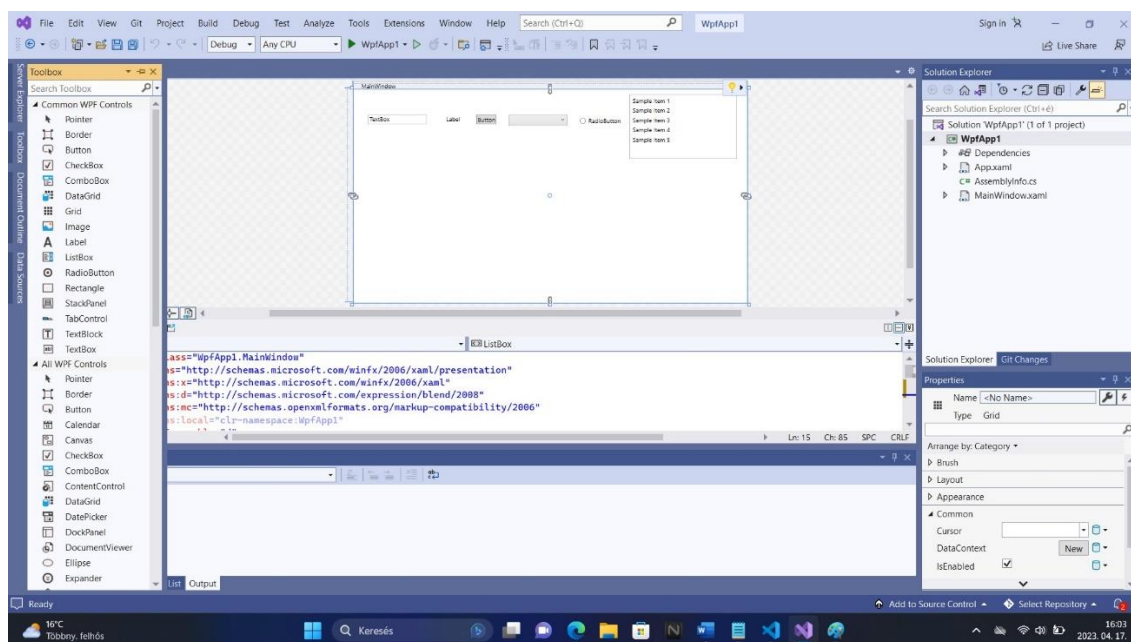 File Edit View Git Project Build Debug Test Analyze Tools Extensions Window Help Search (Ctrl+Q) WpfApp1 Sign in
Debug Any CPU WpfApp1 Live Share
Server Explorer
Toolbox
Document Outline
Data Sources
Toolbox
Search Toolbox
Common WPF Controls
Pointer
Border
Button
CheckBox
ComboBox
DataGrid
Grid
Image
Label
ListBox
RadioButton
Rectangle
StackPanel
TabControl
TextBlock
TextBox
All WPF Controls
Pointer
Border
Button
Calendar
Canvas
CheckBox
ComboBox
ContentControl
DataGrid
DatePicker
DockPanel
DocumentViewer
Ellipse
Expander
MainWindow
TextBox Label Button RadioButton
Sample Item 1
Sample Item 2
Sample Item 3
Sample Item 4
Sample Item 5
ListBox
lass="WpfApp1.MainWindow"
ns="http://schemas.microsoft.com/winfx/2006/xaml/presentation"
ns:x="http://schemas.microsoft.com/winfx/2006/xaml"
ns:d="http://schemas.microsoft.com/expression/blend/2008"
ns:mc="http://schemas.openxmlformats.org/markup-compatibility/2006"
ns:local="clr-namespace:WpfApp1"
Ln: 15 Ch: 85 SPC CRLF
List Output
Solution Explorer
Search Solution Explorer (Ctrl+é)
Solution 'WpfApp1' (1 of 1 project)
WpfApp1
Dependencies
App.xaml
C# AssemblyInfo.cs
MainWindow.xaml
Solution Explorer Git Changes
Properties
Name <No Name>
Type Grid
Arrange by: Category
Brush
Layout
Appearance
Common
Cursor
DataContext New
IsEnabled
Ready Add to Source Control Select Repository 2
16°C
Többny. felhős
Keresés
16:03
2023. 04. 17.